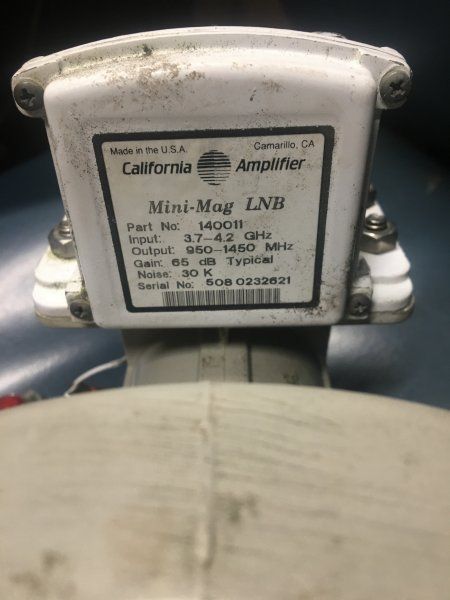 Made in the U.S.A. Camarillo, CA
California Amplifier
Mini-Mag LNB
Part No: 140011
Input: 3.7-4.2 GHz
Output: 950-1450 MHz
Gain: 65 dB Typical
Noise: 30 K
Serial No: 508 0232621